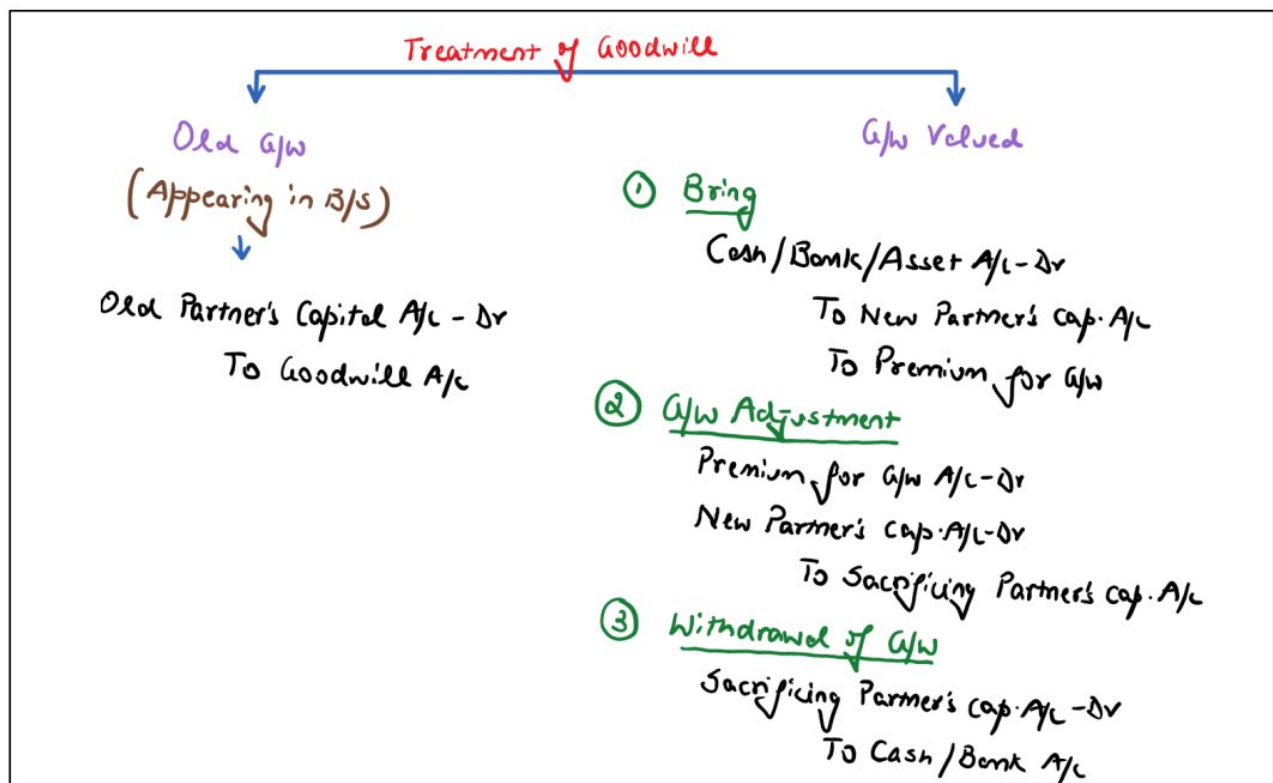 Treatment of Goodwill
Old G/w
(Appearing in B/S)
Old Partner's Capital A/c - Dr
To Goodwill A/c
G/w Valued
① Bring
Cash/Bank/Asset A/c-Dr
To New Partner's Cap. A/c
To Premium for G/w
② G/w Adjustment
Premium for G/w A/c-Dr
New Partner's Cap. A/c-Dr
To Sacrificing Partner's Cap. A/c
③ Withdrawal of G/w
Sacrificing Partner's Cap. A/c -Dr
To Cash/Bank A/c